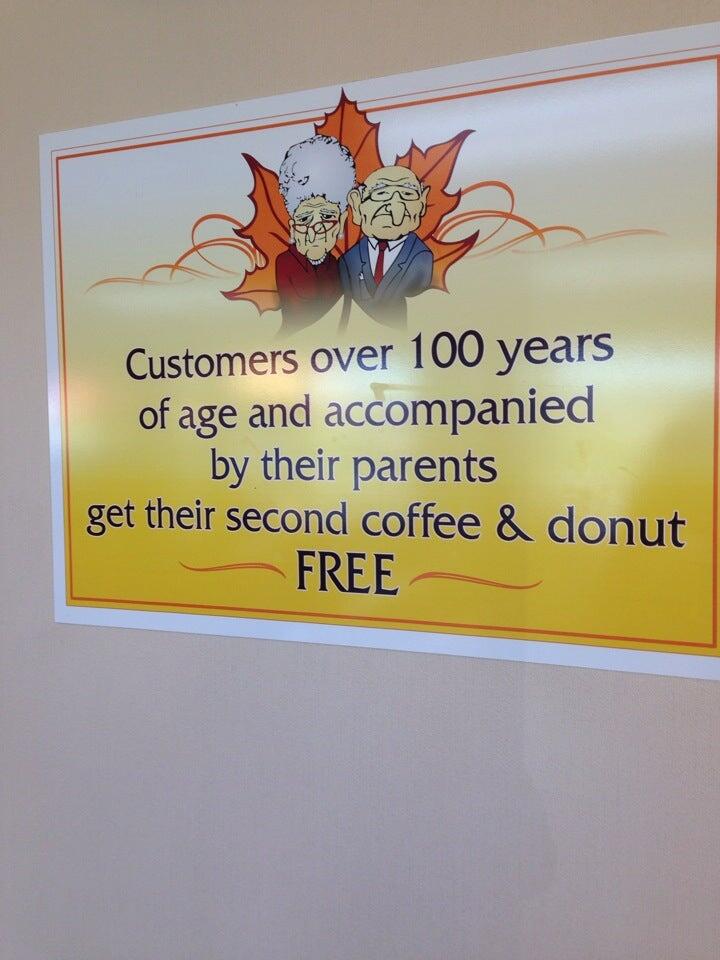 Customers over 100 years
of age and accompanied
by their parents
get their second coffee & donut
FREE